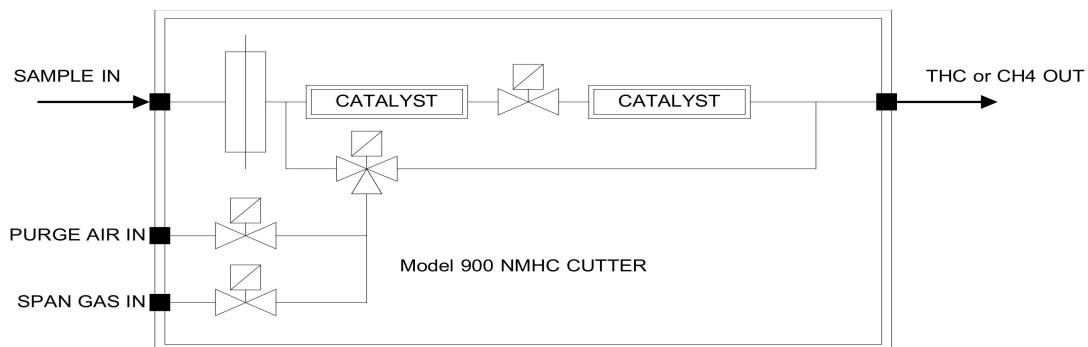 SAMPLE IN
THC or CH4 OUT
CATALYST
CATALYST
PURGE AIR IN
Model 900 NMHC CUTTER
SPAN GAS IN